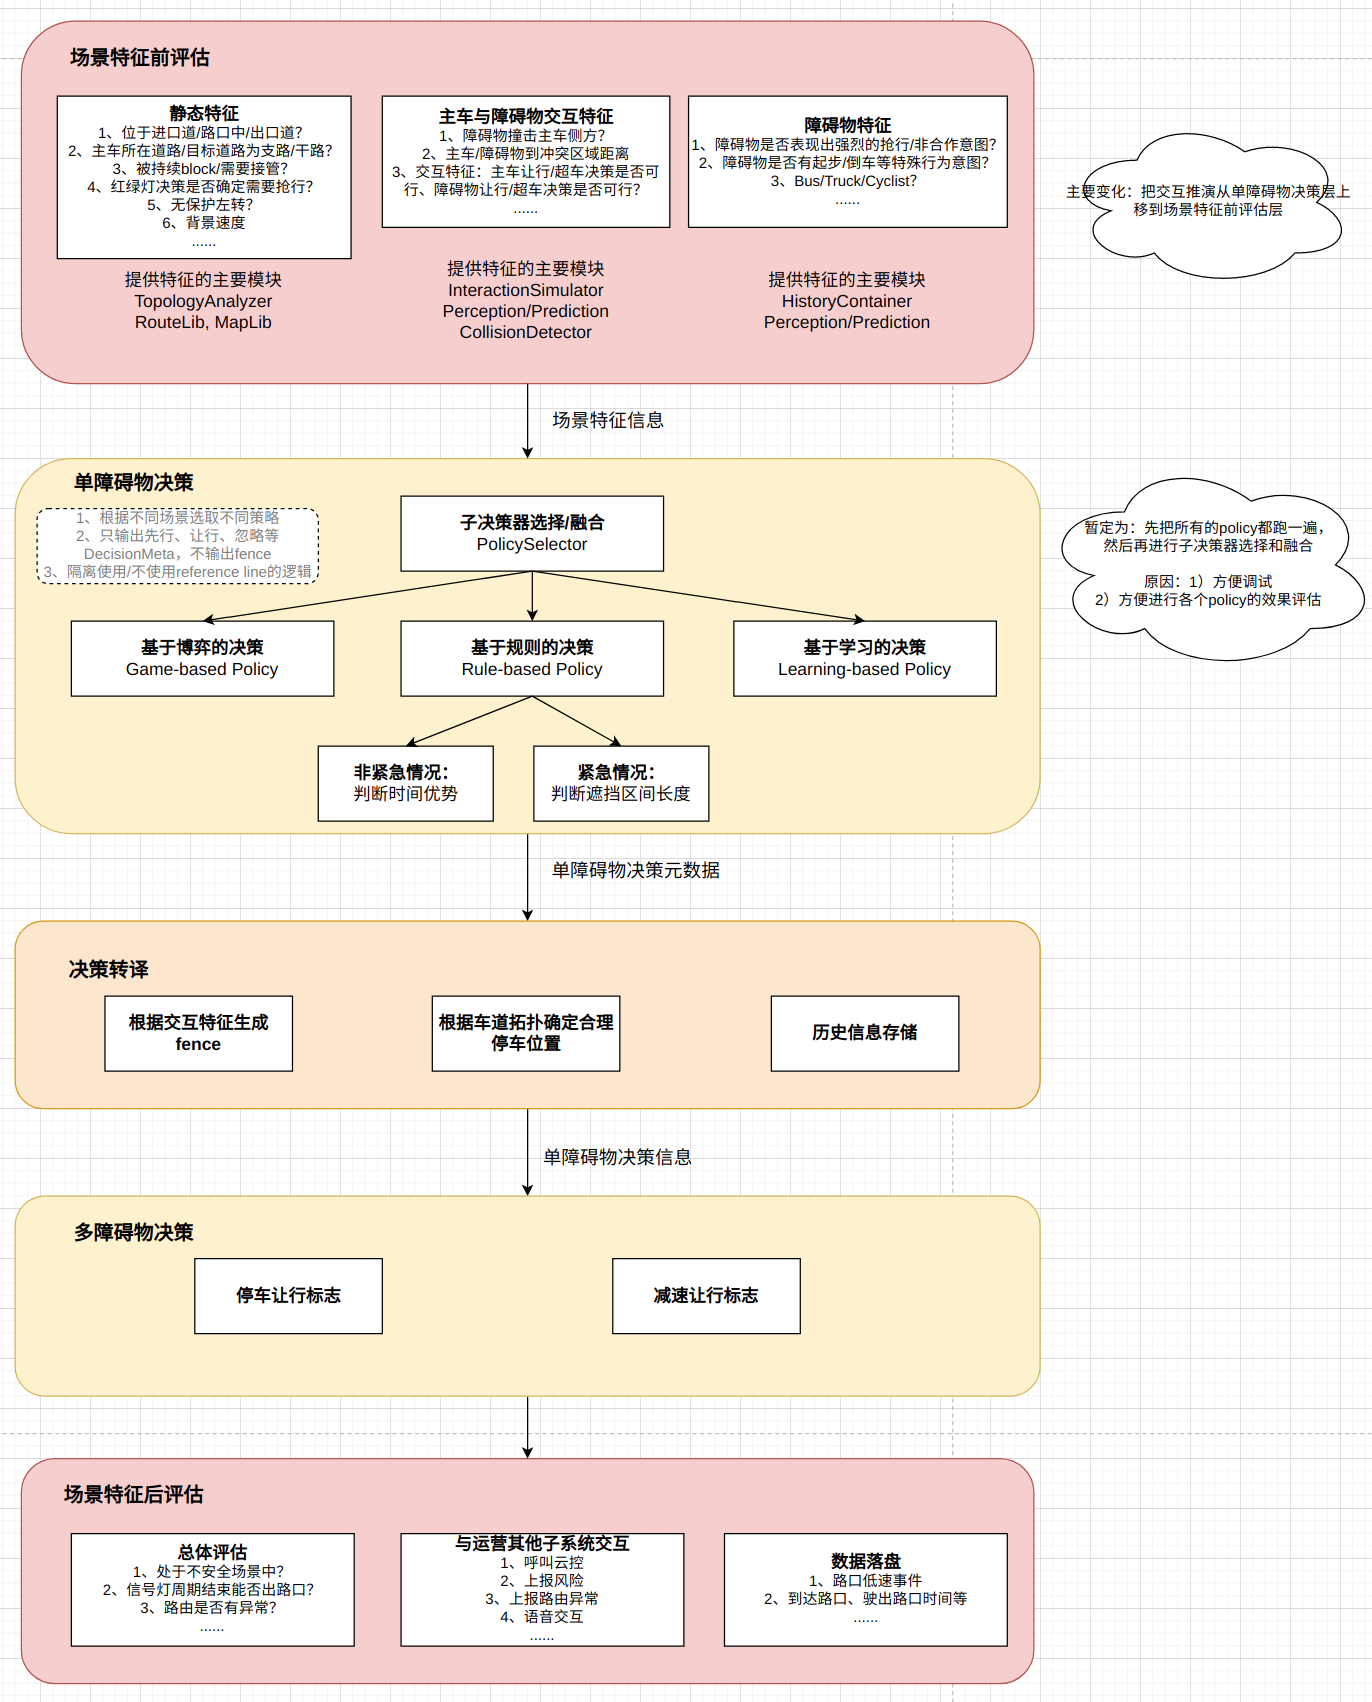 场景特征前评估
静态特征
1、位于进口道/路口中/出口道?
2、主车所在道路/目标道路为支路/干路?
3、被持续block/需要接管?
4、红绿灯决策是否确定需要抢行?
5、无保护左转?
6、背景速度
......
提供特征的主要模块
TopologyAnalyzer
RouteLib, MapLib
主车与障碍物交互特征
1、障碍物撞击主车侧方?
2、主车/障碍物到冲突区域距离
3、交互特征：主车让行/超车决策是否可
行、障碍物让行/超车决策是否可行?
......
提供特征的主要模块
InteractionSimulator
Perception/Prediction
CollisionDetector
障碍物特征
1、障碍物是否表现出强烈的抢行/非合作意图?
2、障碍物是否有起步/倒车等特殊行为意图?
3、Bus/Truck/Cyclist?
......
提供特征的主要模块
HistoryContainer
Perception/Prediction
主要变化：把交互推演从单障碍物决策层上
移到场景特征前评估层
场景特征信息
单障碍物决策
1、根据不同场景选取不同策略
2、只输出先行、让行、忽略等
DecisionMeta，不输出fence
3、隔离使用/不使用reference line的逻辑
子决策器选择/融合
PolicySelector
基于博弈的决策
Game-based Policy
基于规则的决策
Rule-based Policy
基于学习的决策
Learning-based Policy
非紧急情况：
判断时间优势
紧急情况：
判断遮挡区间长度
暂定为：先把所有的policy都跑一遍，
然后再进行子决策器选择和融合
原因：1）方便调试
2）方便进行各个policy的效果评估
单障碍物决策元数据
决策转译
根据交互特征生成
fence
根据车道拓扑确定合理
停车位置
历史信息存储
单障碍物决策信息
多障碍物决策
停车让行标志
减速让行标志
场景特征后评估
总体评估
1、处于不安全场景中?
2、信号灯周期结束能否出路口?
3、路由是否有异常?
......
与运营其他子系统交互
1、呼叫云控
2、上报风险
3、上报路由异常
4、语音交互
......
数据落盘
1、路口低速事件
2、到达路口、驶出路口时间等
......